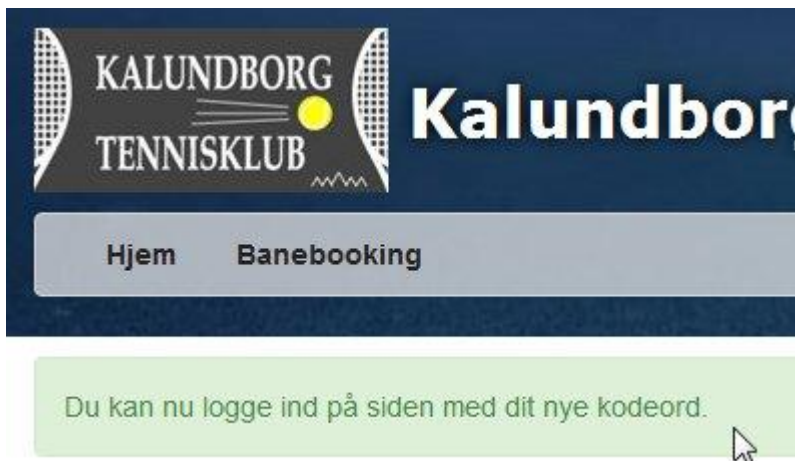 KALUNDBORG
TENNISKLUB
Kalundborg
Hjem Banebooking
Du kan nu logge ind på siden med dit nye kodeord.